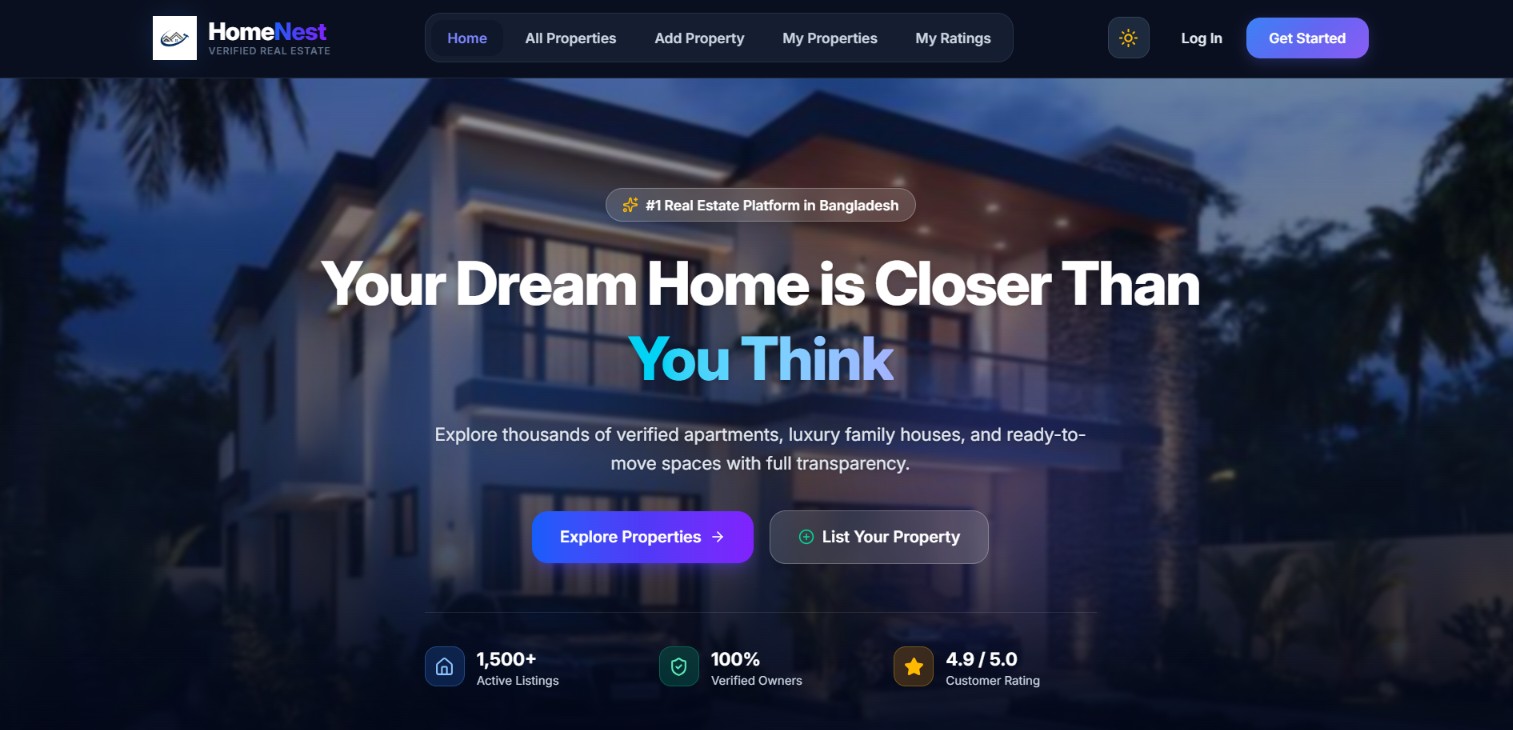 HomeNest
VERIFIED REAL ESTATE
Home
All Properties
Add Property
My Properties
My Ratings
Log In
Get Started
#1 Real Estate Platform in Bangladesh
Your Dream Home is Closer Than
You Think
Explore thousands of verified apartments, luxury family houses, and ready-to-
move spaces with full transparency.
Explore Properties →
List Your Property
1,500+
Active Listings
100%
Verified Owners
4.9 / 5.0
Customer Rating